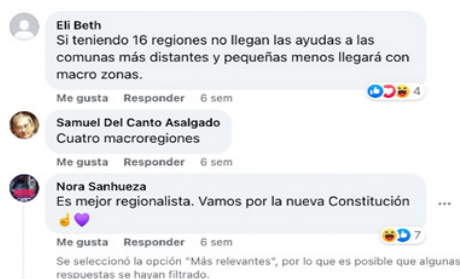 Eli Beth
Si teniendo 16 regiones no llegan las ayudas a las
comunas más distantes y pequeñas menos llegará con
macro zonas.
4
Me gusta Responder 6 sem
Samuel Del Canto Asalgado
Cuatro macroregiones
Me gusta Responder 6 sem
Nora Sanhueza
Es mejor regionalista. Vamos por la nueva Constitución
☝️💜
7
Me gusta Responder 6 sem
Se seleccionó la opción "Más relevantes", por lo que es posible que algunas
respuestas se hayan filtrado.